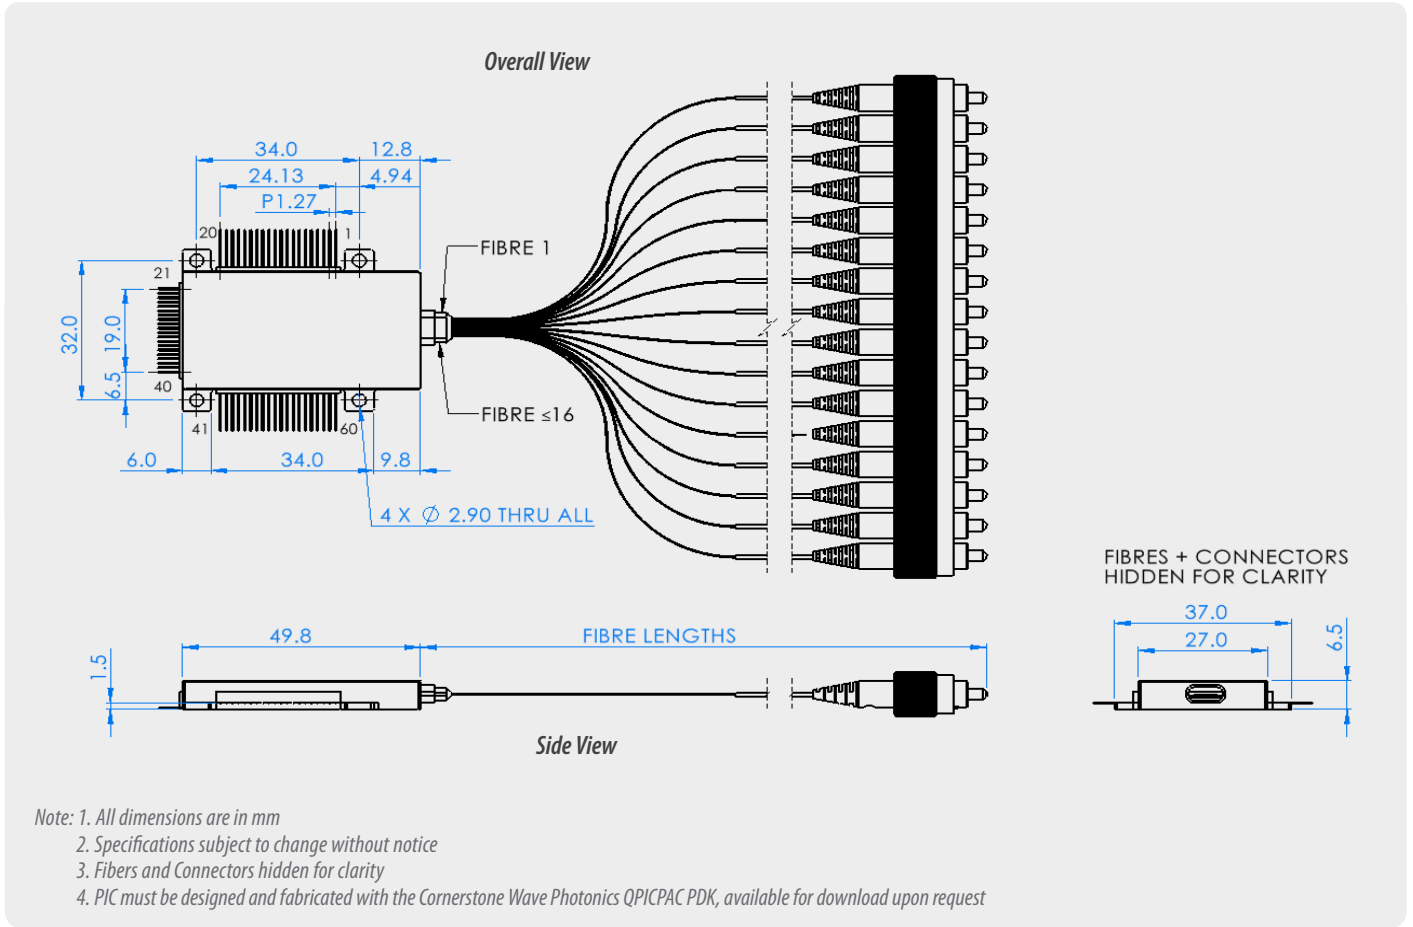 Overall View
34.0
12.8
24.13
4.94
P1.27
20
1
21
FIBRE 1
32.0
19.0
6.5
40
FIBRE ≤16
41
60
6.0
34.0
9.8
4 X ∅ 2.90 THRU ALL
FIBRES + CONNECTORS
HIDDEN FOR CLARITY
49.8
FIBRE LENGTHS
1.5
37.0
27.0
6.5
Side View
Note: 1. All dimensions are in mm
2. Specifications subject to change without notice
3. Fibers and Connectors hidden for clarity
4. PIC must be designed and fabricated with the Cornerstone Wave Photonics QPICPAC PDK, available for download upon request